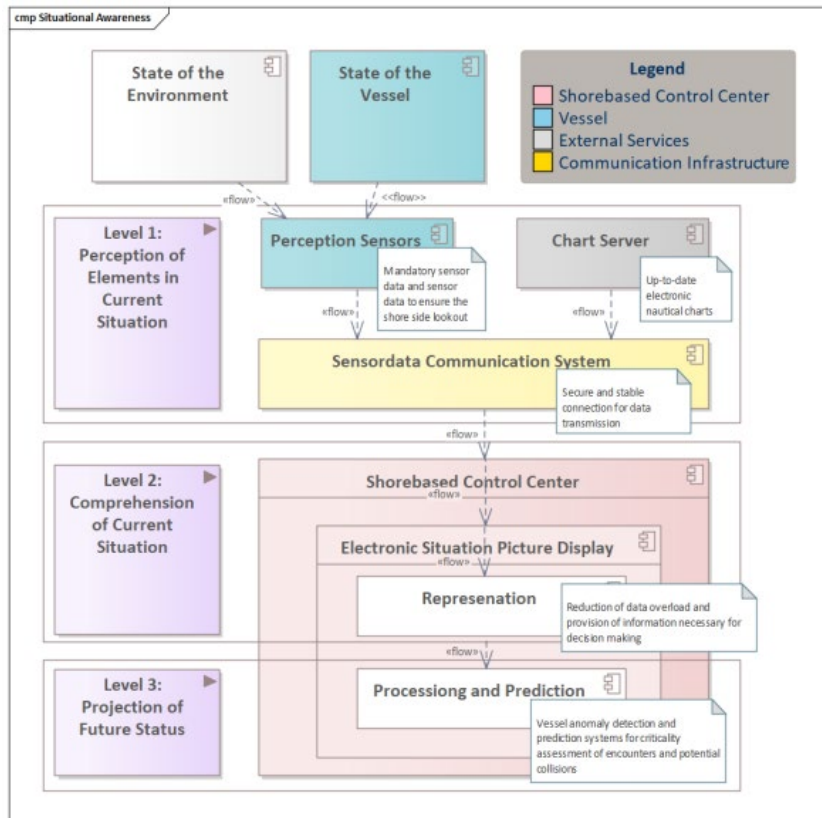 cmp Situational Awareness
State of the
Environment
State of the
Vessel
Legend
Shorebased Control Center
Vessel
External Services
Communication Infrastructure
«flow»
<<flow>>
Level 1:
Perception of
Elements in
Current
Situation
Perception Sensors
Mandatory sensor
data and sensor
data to ensure the
shore side lookout
Chart Server
Up-to-date
electronic
nautical charts
«flow»
«flow»
Sensordata Communication System
Secure and stable
connection for data
transmission
«flow»
Level 2:
Comprehension
of Current
Situation
Shorebased Control Center
«flow»
Electronic Situation Picture Display
«flow»
Represenation
Reduction of data overload and
provision of information necessary for
decision making
«flow»
Level 3:
Projection of
Future Status
Processiong and Prediction
Vessel anomaly detection and
prediction systems for criticality
assessment of encounters and potential
collisions